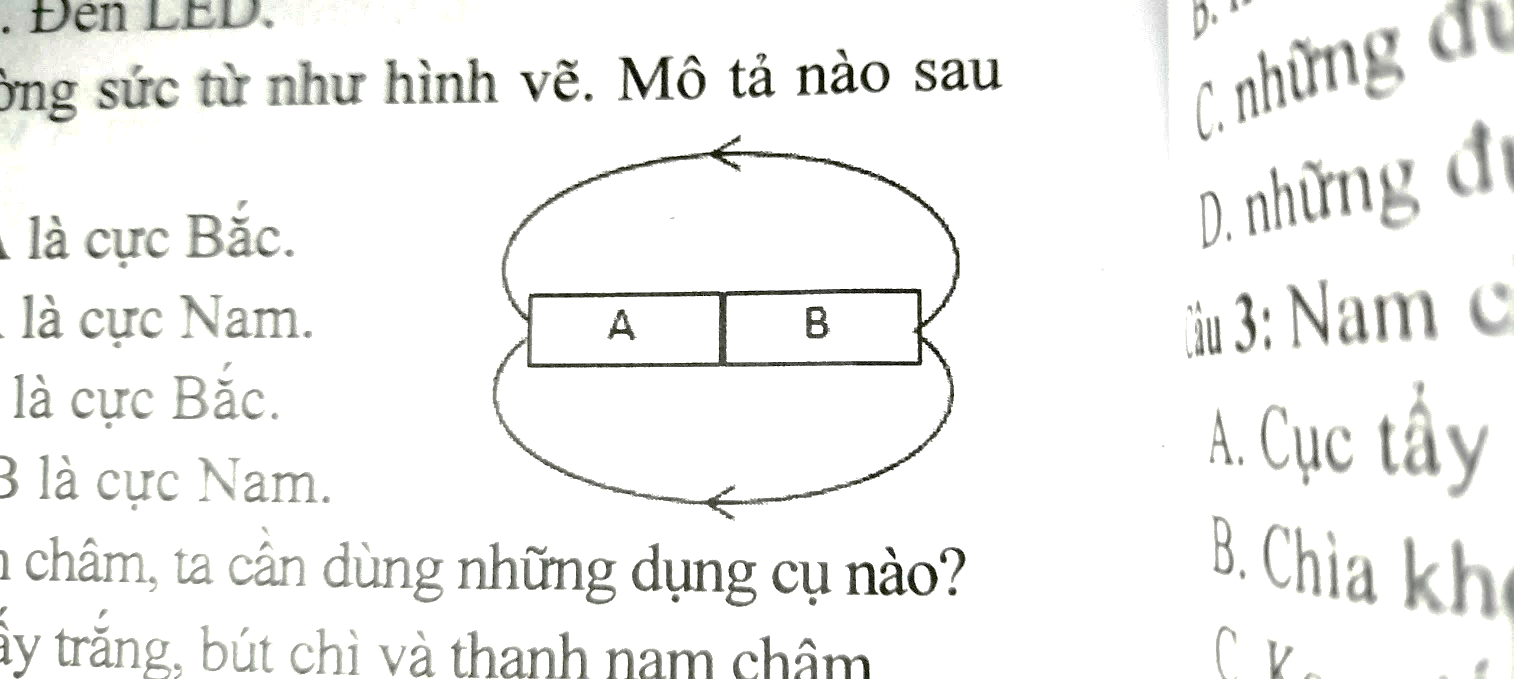 . Đèn LED.
ờng sức từ như hình vẽ. Mô tả nào sau
là cực Bắc.
là cực Nam.
là cực Bắc.
B là cực Nam.
A B
châm, ta cần dùng những dụng cụ nào?
trắng, bút chì và thanh nam châm
C. những
D. những
Câu 3: Nam
A. Cục tẩy
B. Chìa
C.